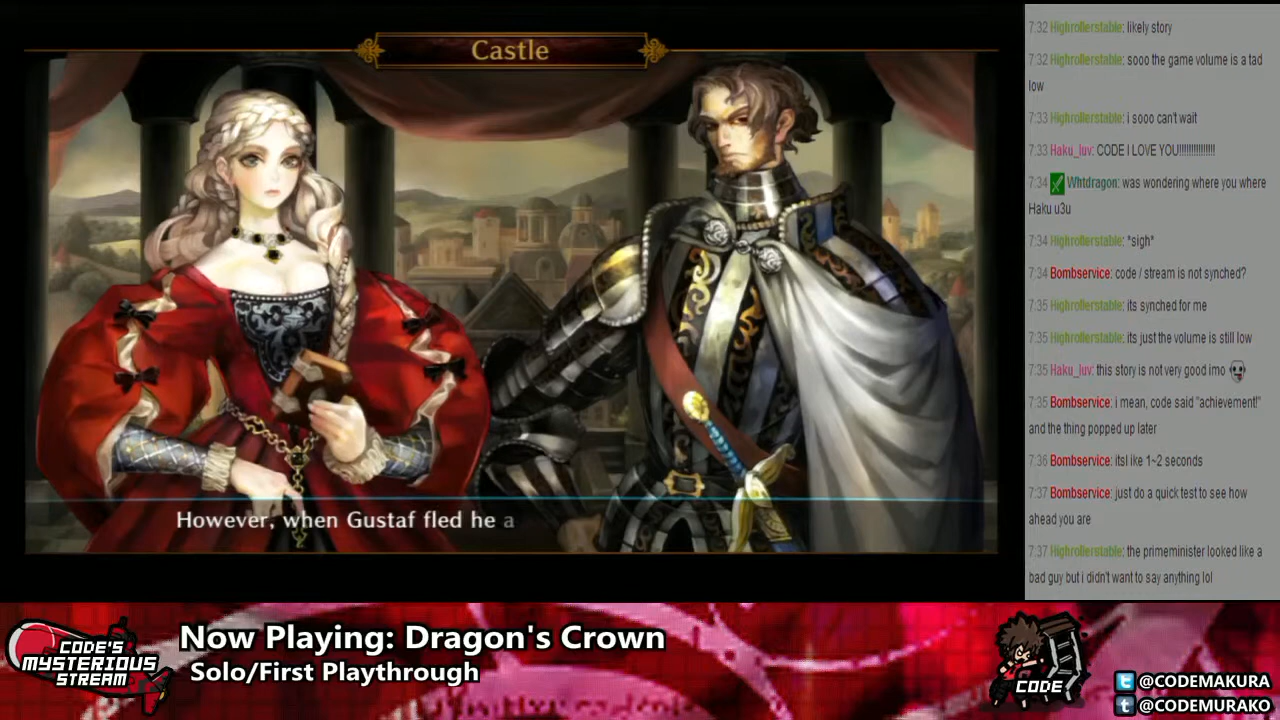 Castle
However, when Gustaf fled he a
7:32 Highrollerstable: likely story
7:32 Highrollerstable: sooo the game volume is a tad
low
7:33 Highrollerstable: i sooo can't wait
7:33 Haku_luv: CODE I LOVE YOU!!!!!!!!!!!!!!!
7:34 Whtdragon: was wondering where you where
Haku u3u
7:34 Highrollerstable: *sigh*
7:34 Bombservice: code / stream is not synched?
7:35 Highrollerstable: its synched for me
7:35 Highrollerstable: its just the volume is still low
7:35 Haku_luv: this story is not very good imo
7:35 Bombservice: i mean, code said "achievement!"
and the thing popped up later
7:36 Bombservice: itsl ike 1~2 seconds
7:37 Bombservice: just do a quick test to see how
ahead you are
7:37 Highrollerstable: the primeminister looked like a
bad guy but i didn't want to say anything lol
CODE'S
MYSTERIOUS
STREAM
Now Playing: Dragon's Crown
Solo/First Playthrough
CODE
@CODEMAKURA
@CODEMURAKO